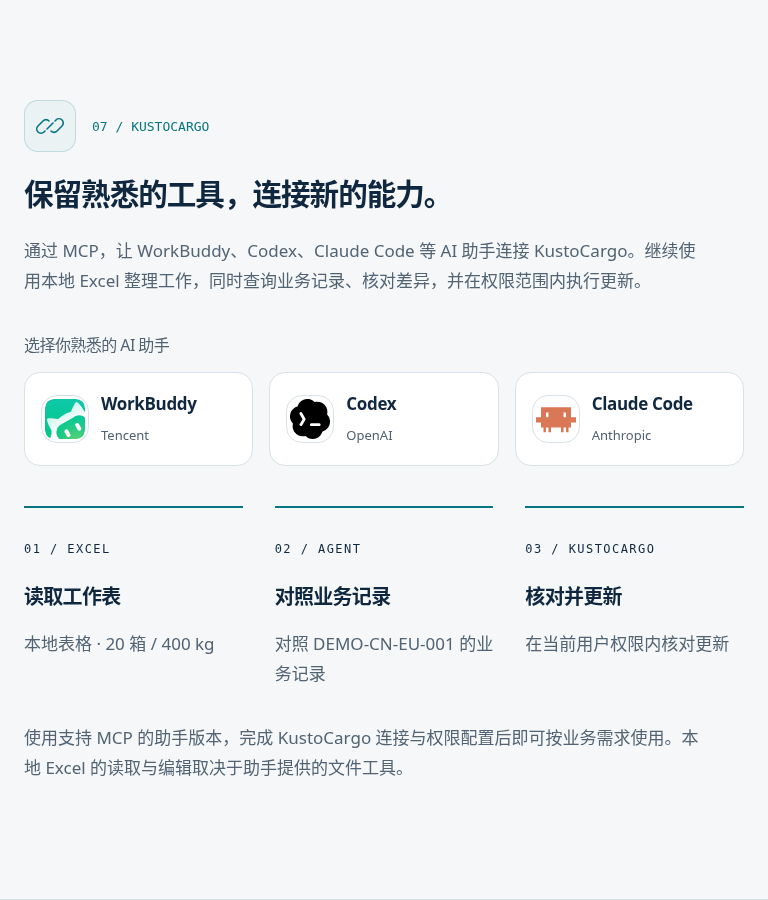 07 / KUSTOCARGO
保留熟悉的工具，连接新的能力。
通过 MCP，让 WorkBuddy、Codex、Claude Code 等 AI 助手连接 KustoCargo。继续使
用本地 Excel 整理工作，同时查询业务记录、核对差异，并在权限范围内执行更新。
选择你熟悉的 AI 助手
WorkBuddy
Tencent
Codex
OpenAI
Claude Code
Anthropic
01 / EXCEL
读取工作表
本地表格 · 20 箱 / 400 kg
02 / AGENT
对照业务记录
对照 DEMO-CN-EU-001 的业
务记录
03 / KUSTOCARGO
核对并更新
在当前用户权限内核对更新
使用支持 MCP 的助手版本，完成 KustoCargo 连接与权限配置后即可按业务需求使用。本
地 Excel 的读取与编辑取决于助手提供的文件工具。